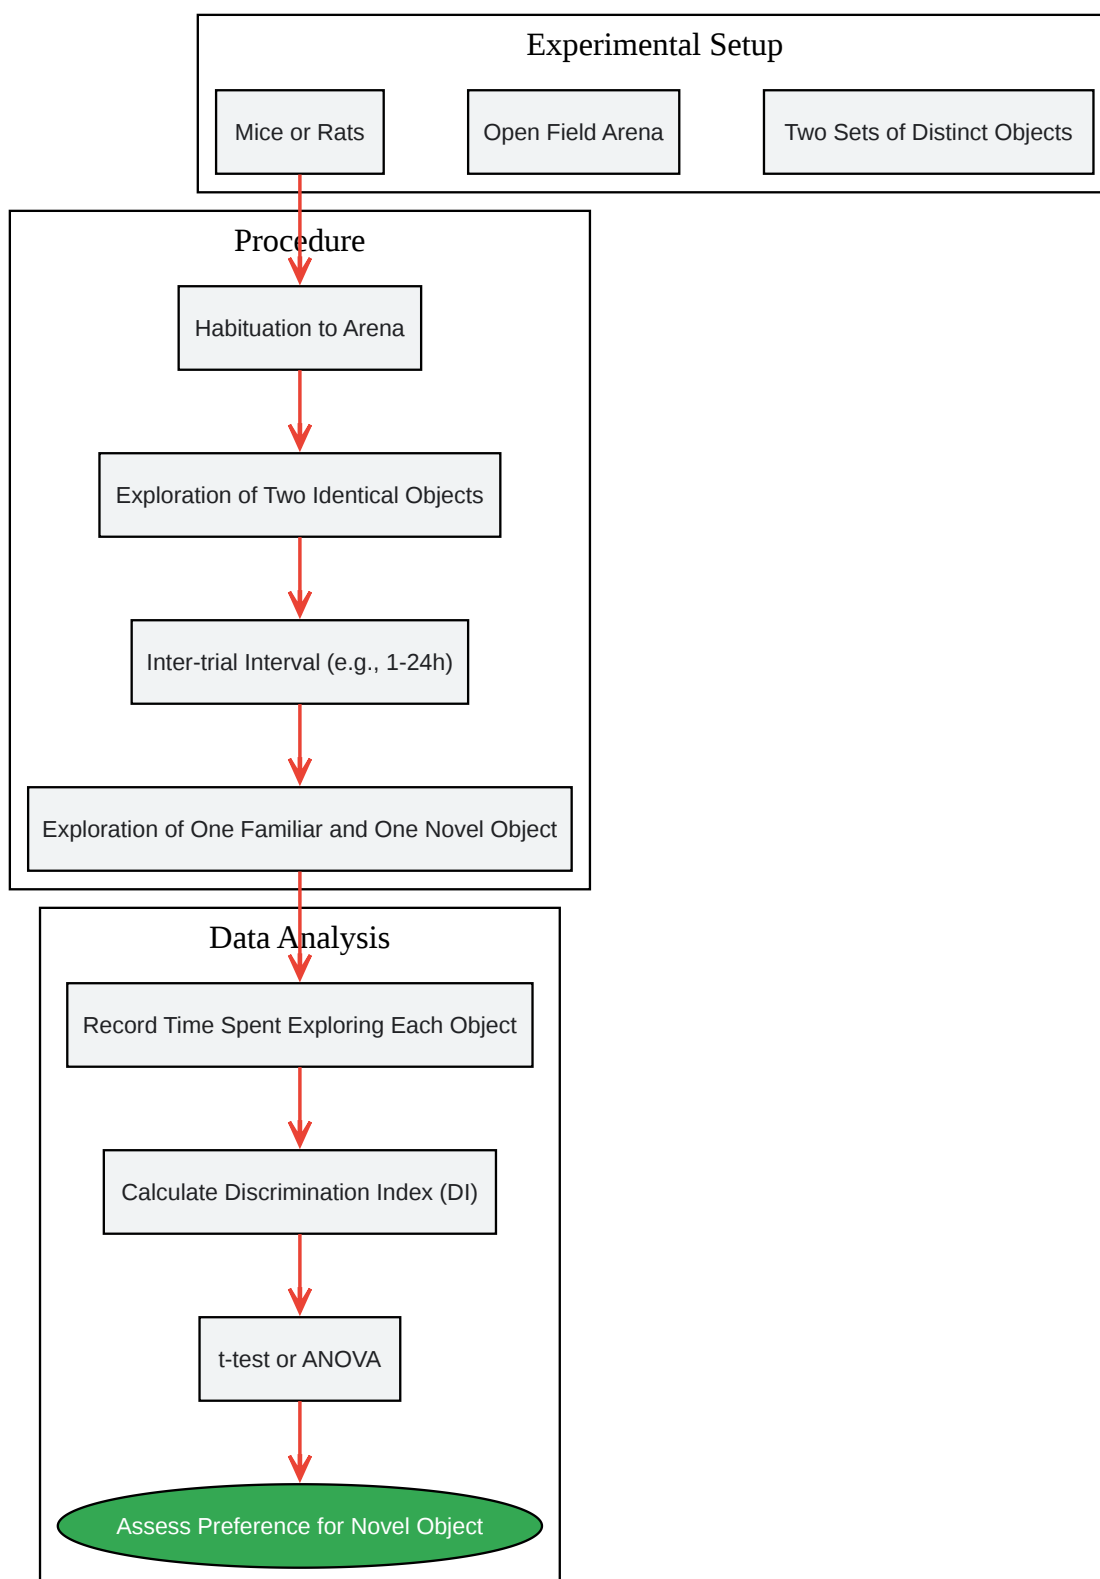 Experimental Setup
Mice or Rats
Open Field Arena
Two Sets of Distinct Objects
Procedure
Habituation to Arena
Exploration of Two Identical Objects
Inter-trial Interval (e.g., 1-24h)
Exploration of One Familiar and One Novel Object
Data Analysis
Record Time Spent Exploring Each Object
Calculate Discrimination Index (DI)
t-test or ANOVA
Assess Preference for Novel Object